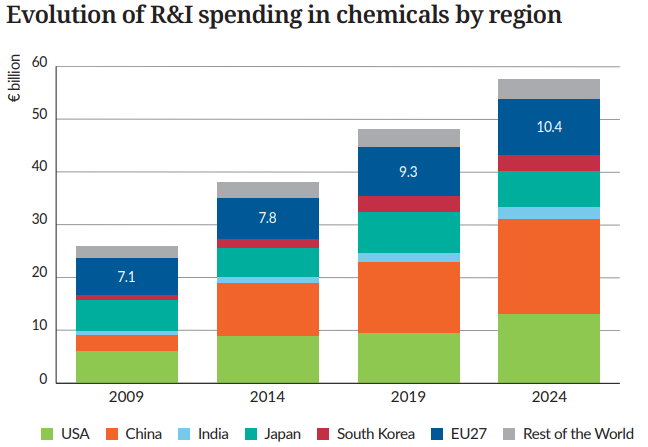 Evolution of R&I spending in chemicals by region
€ billion
60
50
40
30
20
10
0
7.1
7.8
9.3
10.4
2009 2014 2019 2024
USA China India Japan South Korea EU27 Rest of the World